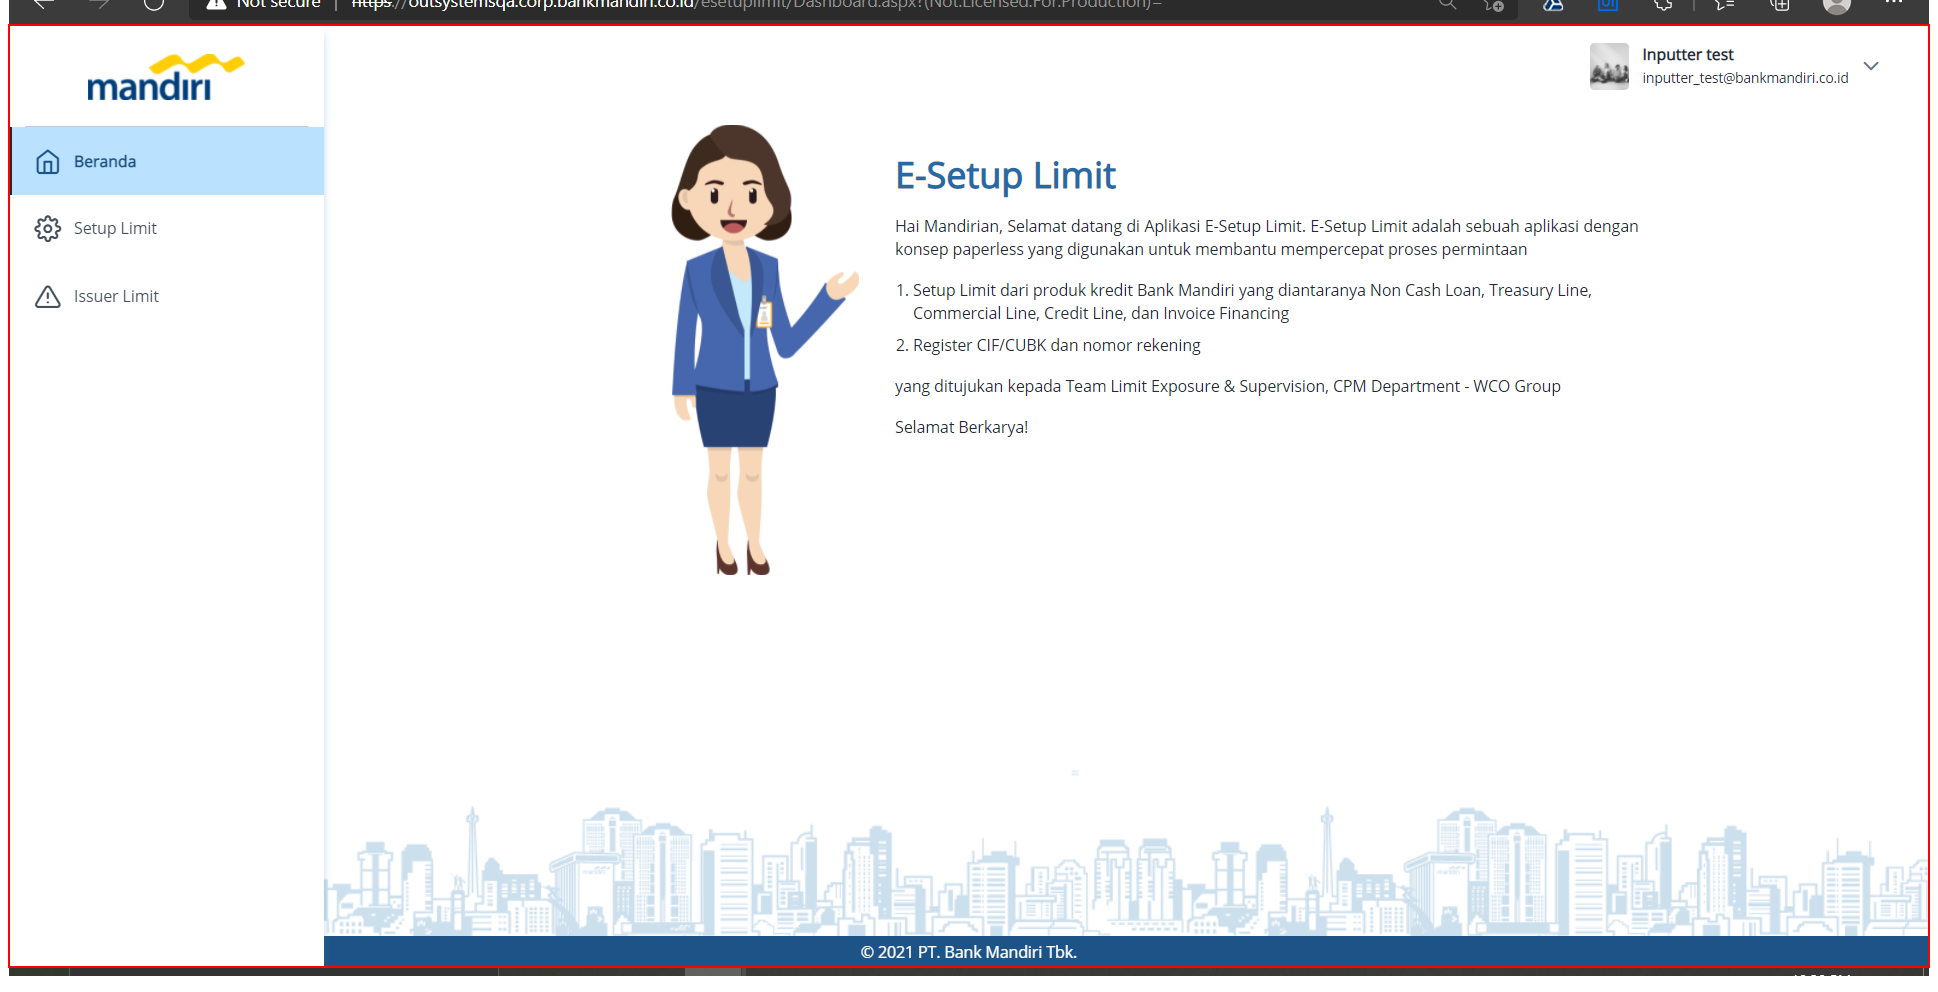 Not secure | https://outsystemsqa.corp.bankmandiri.co.id/esetuplimit/Dashboard.aspx?(Not.Licensed.For.Production)=
mandiri
Inputter test
inputter_test@bankmandiri.co.id
Beranda
Setup Limit
Issuer Limit
E-Setup Limit
Hai Mandirian, Selamat datang di Aplikasi E-Setup Limit. E-Setup Limit adalah sebuah aplikasi dengan
konsep paperless yang digunakan untuk membantu mempercepat proses permintaan
1. Setup Limit dari produk kredit Bank Mandiri yang diantaranya Non Cash Loan, Treasury Line,
Commercial Line, Credit Line, dan Invoice Financing
2. Register CIF/CUBK dan nomor rekening
yang ditujukan kepada Team Limit Exposure & Supervision, CPM Department - WCO Group
Selamat Berkarya!
© 2021 PT. Bank Mandiri Tbk.